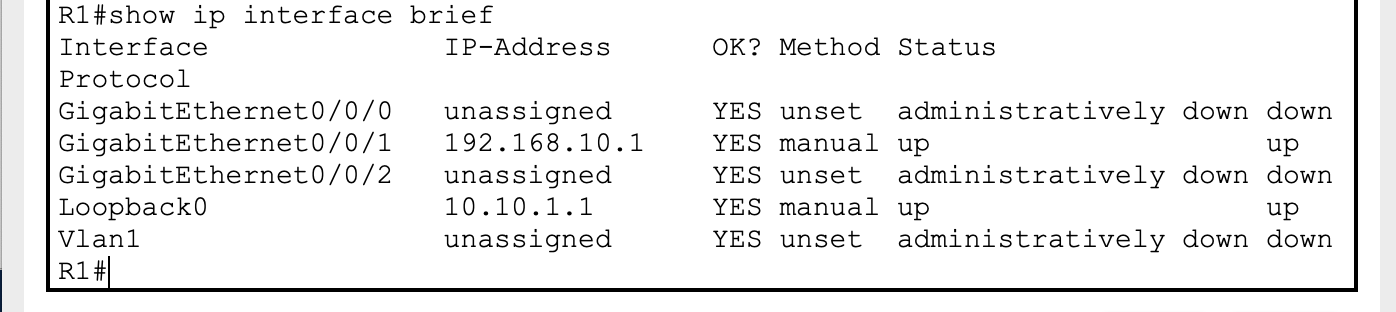 R1#show ip interface brief
Interface IP-Address OK? Method Status
Protocol
GigabitEthernet0/0/0 unassigned YES unset administratively down down
GigabitEthernet0/0/1 192.168.10.1 YES manual up up
GigabitEthernet0/0/2 unassigned YES unset administratively down down
Loopback0 10.10.1.1 YES manual up up
Vlan1 unassigned YES unset administratively down down
R1#